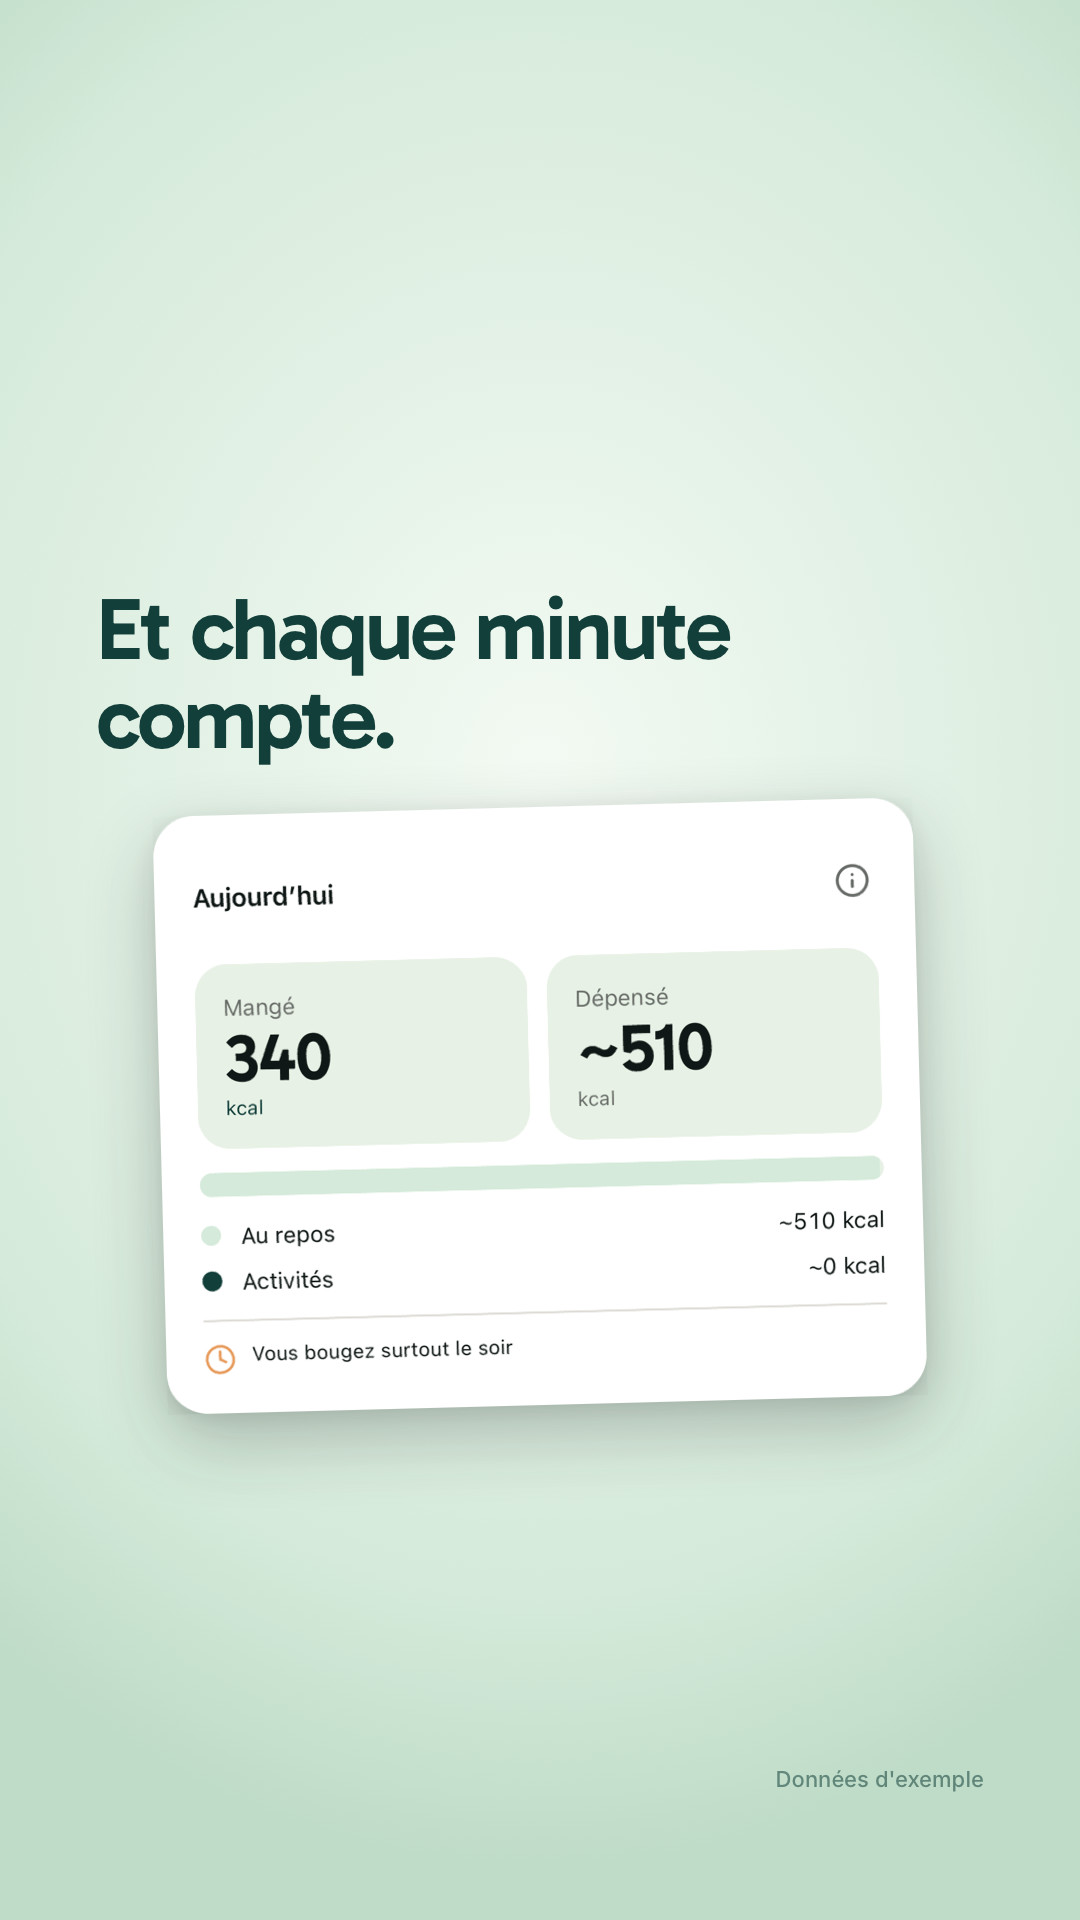 Et chaque minute
compte.
Aujourd’hui
Mangé
340
kcal
Dépensé
~510
kcal
Au repos ~510 kcal
Activités ~0 kcal
Vous bougez surtout le soir
Données d'exemple